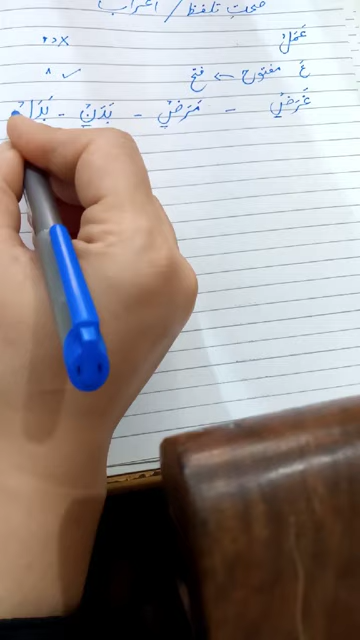 صحتِ تلفظ / اعراب
عَمَلْ
عَ مفتوح ← فتح
غَرَضْ - مَرَضْ - بَدَنْ -